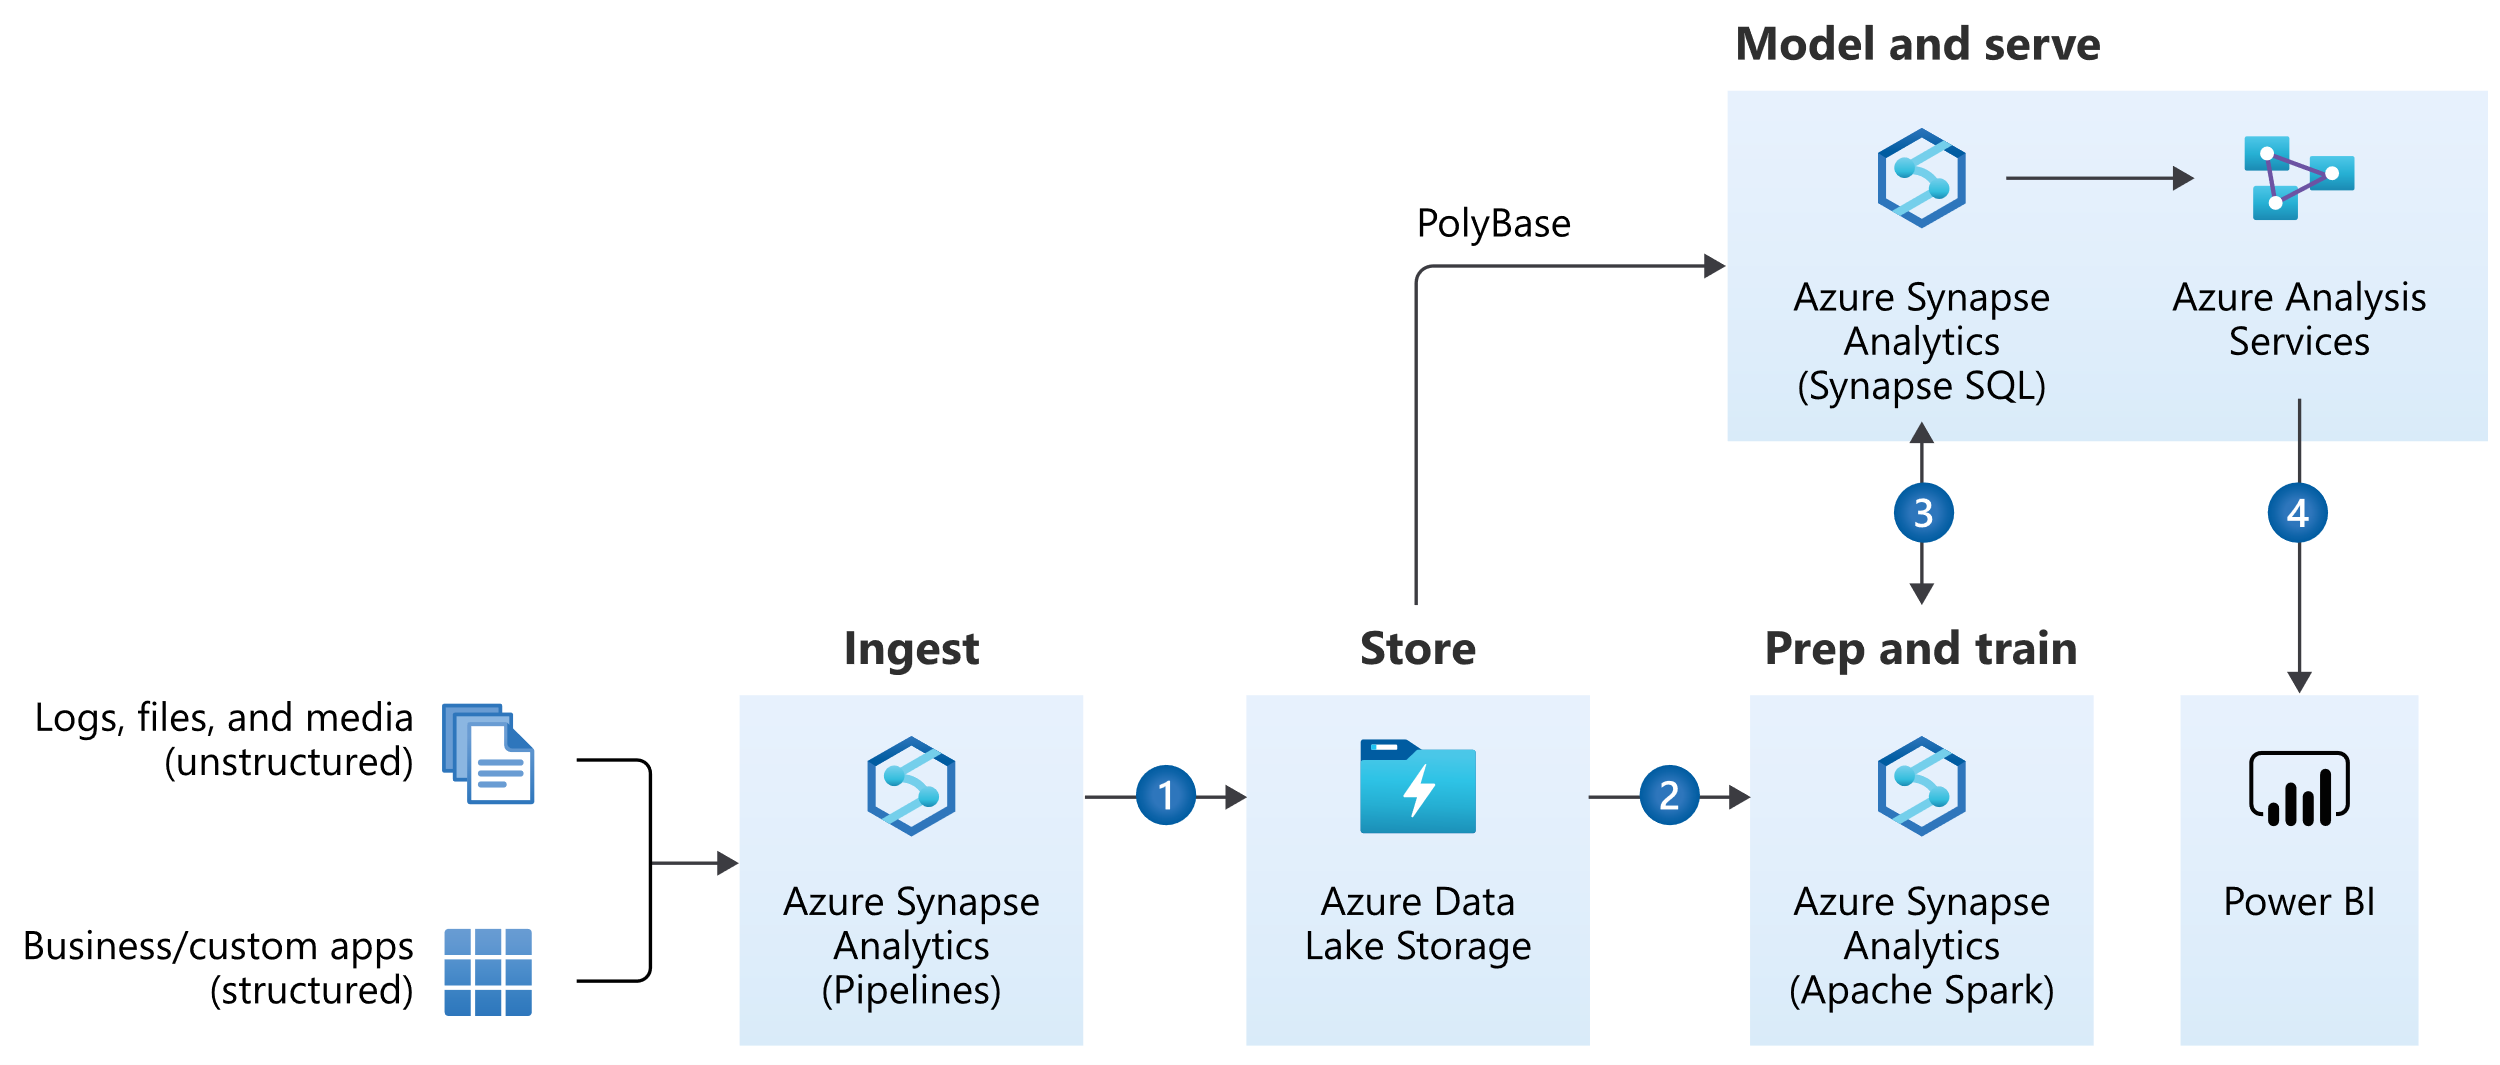 Model and serve
PolyBase
Azure Synapse
Analytics
(Synapse SQL)
Azure Analysis
Services
3
4
Ingest
Store
Prep and train
Logs, files, and media
(unstructured)
Business/custom apps
(structured)
Azure Synapse
Analytics
(Pipelines)
1
Azure Data
Lake Storage
2
Azure Synapse
Analytics
(Apache Spark)
Power BI